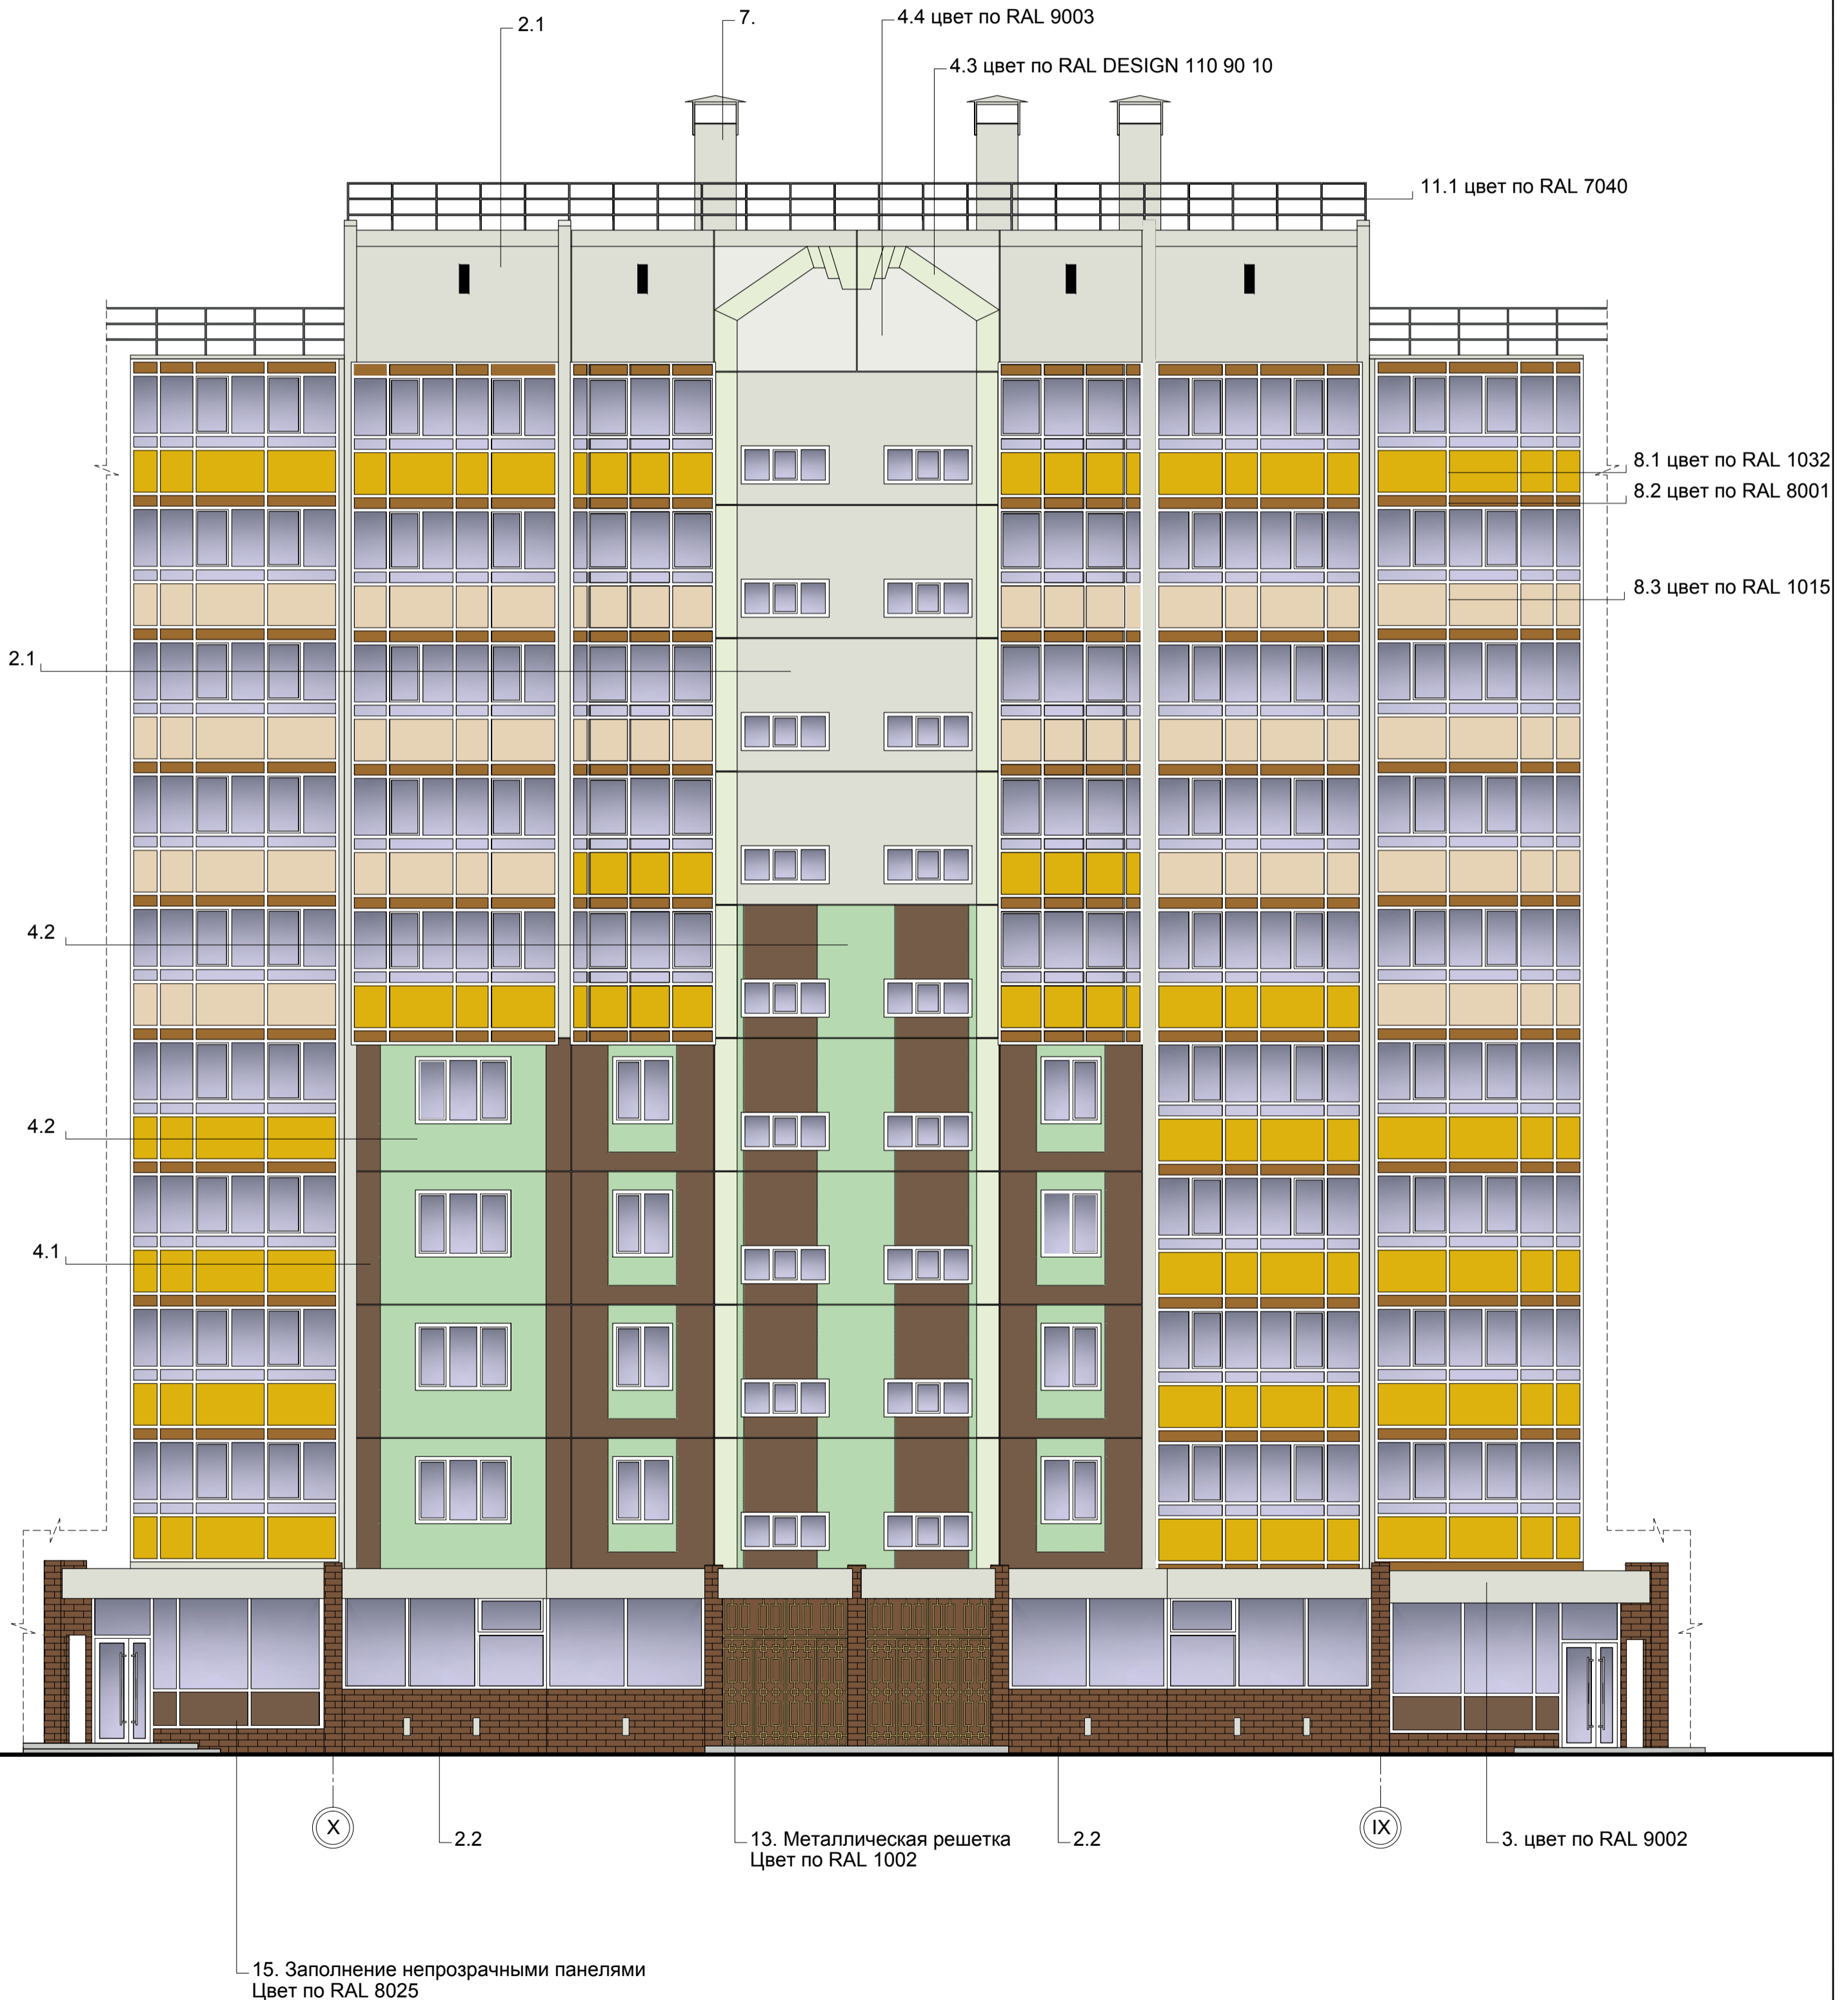 2.1
7.
4.4 цвет по RAL 9003
4.3 цвет по RAL DESIGN 110 90 10
11.1 цвет по RAL 7040
8.1 цвет по RAL 1032
8.2 цвет по RAL 8001
8.3 цвет по RAL 1015
2.1
4.2
4.2
4.1
X
IX
2.2
13. Металлическая решетка
Цвет по RAL 1002
2.2
3. цвет по RAL 9002
15. Заполнение непрозрачными панелями
Цвет по RAL 8025